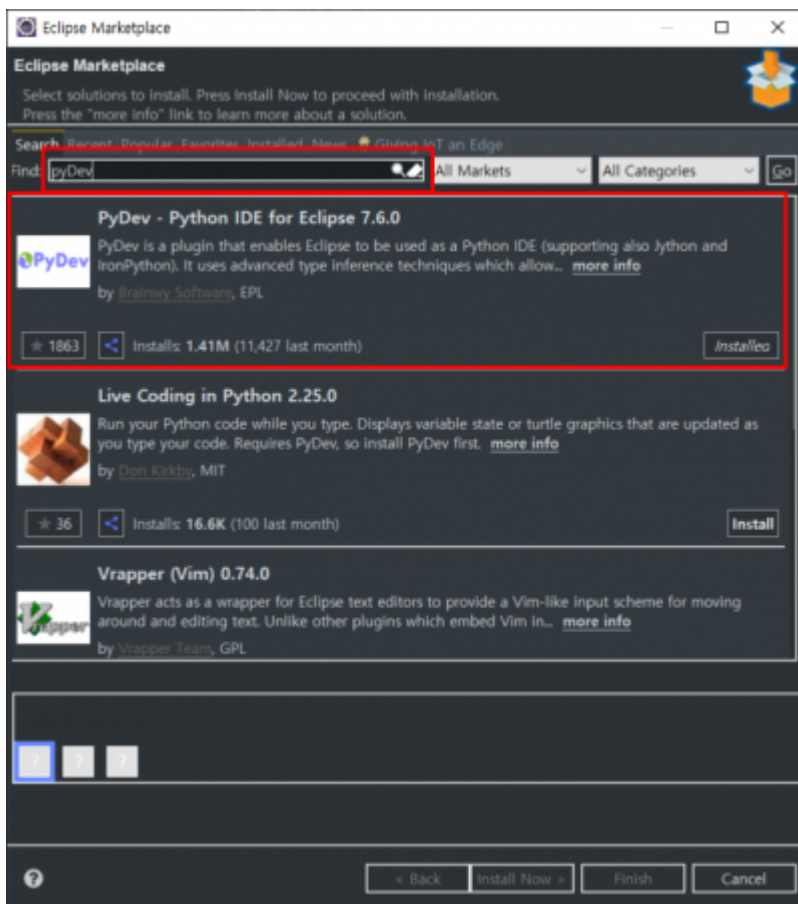 Eclipse Marketplace
Eclipse Marketplace
Select solutions to install. Press Install Now to proceed with installation.
Press the "more info" link to learn more about a solution.
Search Recent Popular Favorites Installed News Giving IoT an Edge
Find: pyDev All Markets All Categories Go
PyDev - Python IDE for Eclipse 7.6.0
PyDev PyDev is a plugin that enables Eclipse to be used as a Python IDE (supporting also Jython and
IronPython). It uses advanced type inference techniques which allow... more info
by Brainwy Software, EPL
1863 Installs: 1.41M (11,427 last month) Installed
Live Coding in Python 2.25.0
Run your Python code while you type. Displays variable state or turtle graphics that are updated as
you type your code. Requires PyDev, so install PyDev first. more info
by Don Kirkby, MIT
36 Installs: 16.6K (100 last month) Install
Vrapper (Vim) 0.74.0
Vrapper Vrapper acts as a wrapper for Eclipse text editors to provide a Vim-like input scheme for moving
around and editing text. Unlike other plugins which embed Vim in... more info
by Vrapper Team, GPL
? ? ?
? < Back Install Now > Finish Cancel